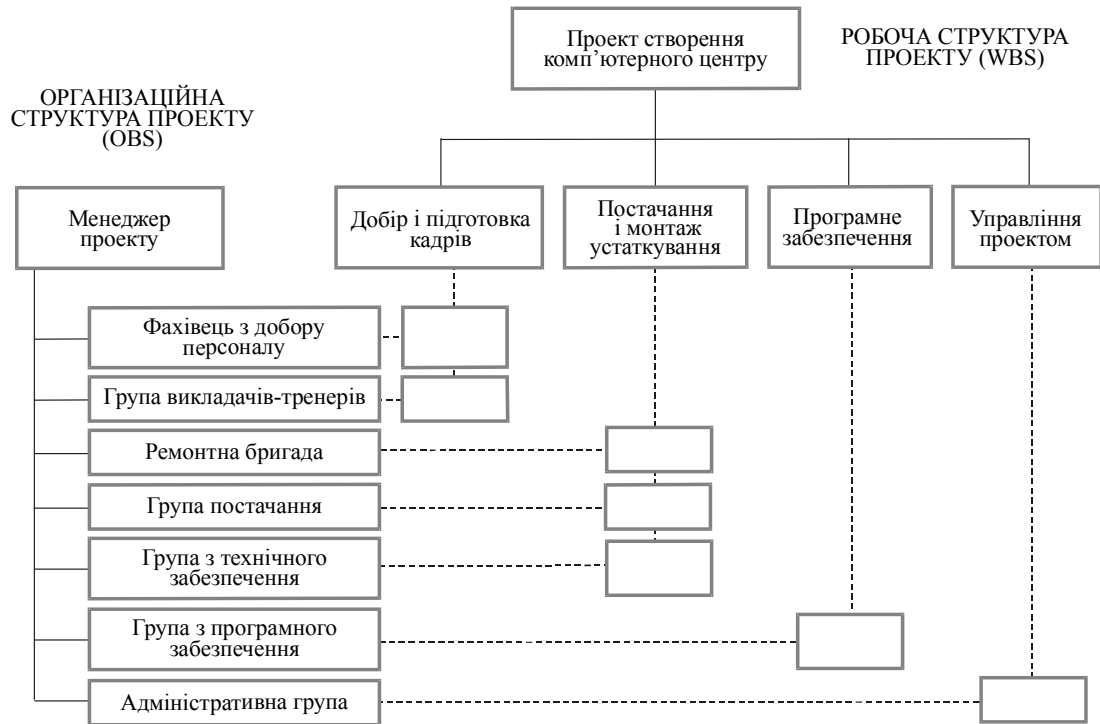 Проект створення
комп’ютерного центру
РОБОЧА СТРУКТУРА
ПРОЕКТУ (WBS)
ОРГАНІЗАЦІЙНА
СТРУКТУРА ПРОЕКТУ
(OBS)
Менеджер
проекту
Добір і підготовка
кадрів
Постачання
і монтаж
устаткування
Програмне
забезпечення
Управління
проектом
Фахівець з добору
персоналу
Група викладачів-тренерів
Ремонтна бригада
Група постачання
Група з технічного
забезпечення
Група з програмного
забезпечення
Адміністративна група